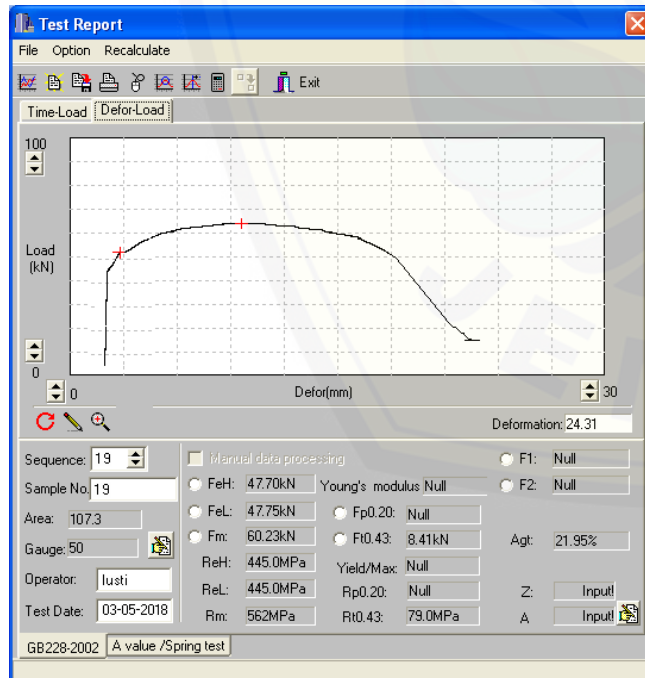 Test Report
File Option Recalculate
Exit
Time-Load Defor-Load
100
Load
(kN)
0
0 Defor(mm) 30
Deformation: 24.31
Sequence: 19 Manual data processing F1: Null
Sample No. 19 FeH: 47.70kN Young's modulus Null F2: Null
Area: 107.3 FeL: 47.75kN Fp0.20: Null
Gauge: 50 Fm: 60.23kN Ft0.43: 8.41kN Agt: 21.95%
ReH: 445.0MPa Yield/Max: Null
Operator: Iusti ReL: 445.0MPa Rp0.20: Null Z: Input!
Test Date: 03-05-2018 Rm: 562MPa Rt0.43: 79.0MPa A Input!
GB228-2002 A value /Spring test